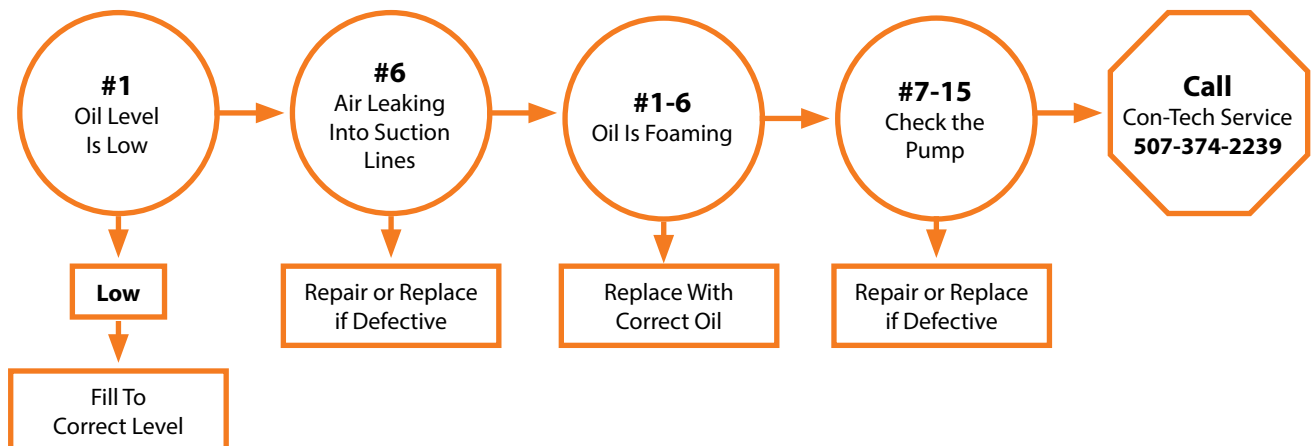 #1
Oil Level
Is Low
#6
Air Leaking
Into Suction
Lines
#1-6
Oil Is Foaming
#7-15
Check the
Pump
Call
Con-Tech Service
507-374-2239
Low
Repair or Replace
if Defective
Replace With
Correct Oil
Repair or Replace
if Defective
Fill To
Correct Level